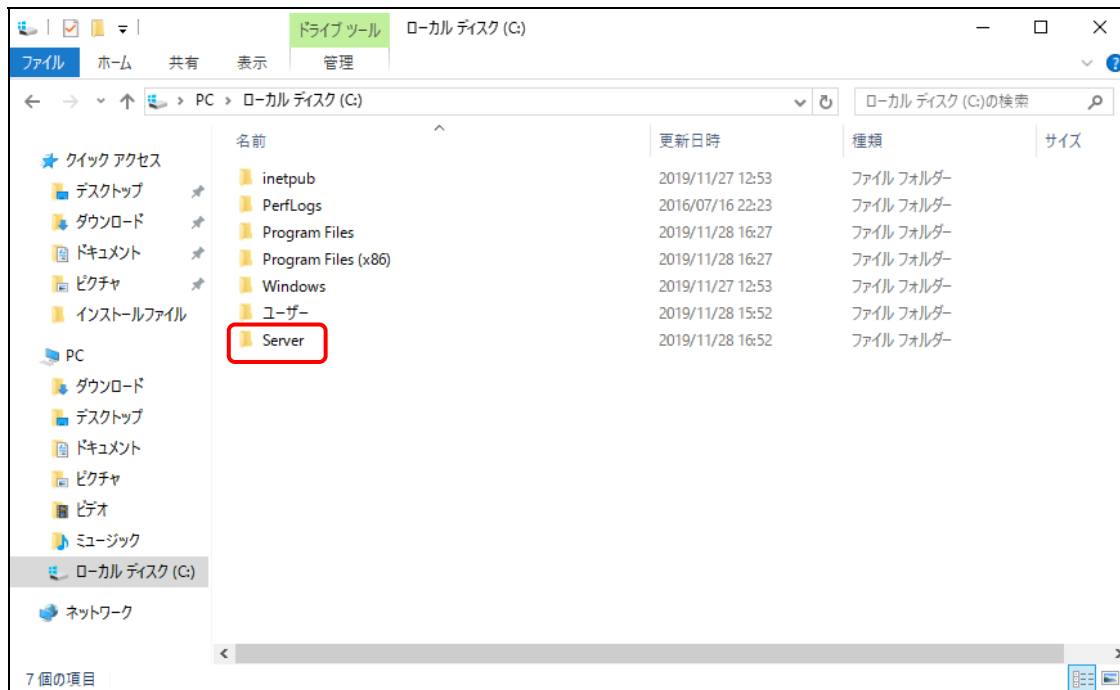 ドライブ ツール ローカル ディスク (C:)
ファイル ホーム 共有 表示 管理
PC ローカル ディスク (C:) ローカル ディスク (C:)の検索
名前 更新日時 種類 サイズ
クイック アクセス
デスクトップ
ダウンロード
ドキュメント
ピクチャ
インストールファイル
PC
ダウンロード
デスクトップ
ドキュメント
ピクチャ
ビデオ
ミュージック
ローカル ディスク (C:)
ネットワーク
inetpub 2019/11/27 12:53 ファイル フォルダー
PerfLogs 2016/07/16 22:23 ファイル フォルダー
Program Files 2019/11/28 16:27 ファイル フォルダー
Program Files (x86) 2019/11/28 16:27 ファイル フォルダー
Windows 2019/11/27 12:53 ファイル フォルダー
ユーザー 2019/11/28 15:52 ファイル フォルダー
Server 2019/11/28 16:52 ファイル フォルダー
7 個の項目